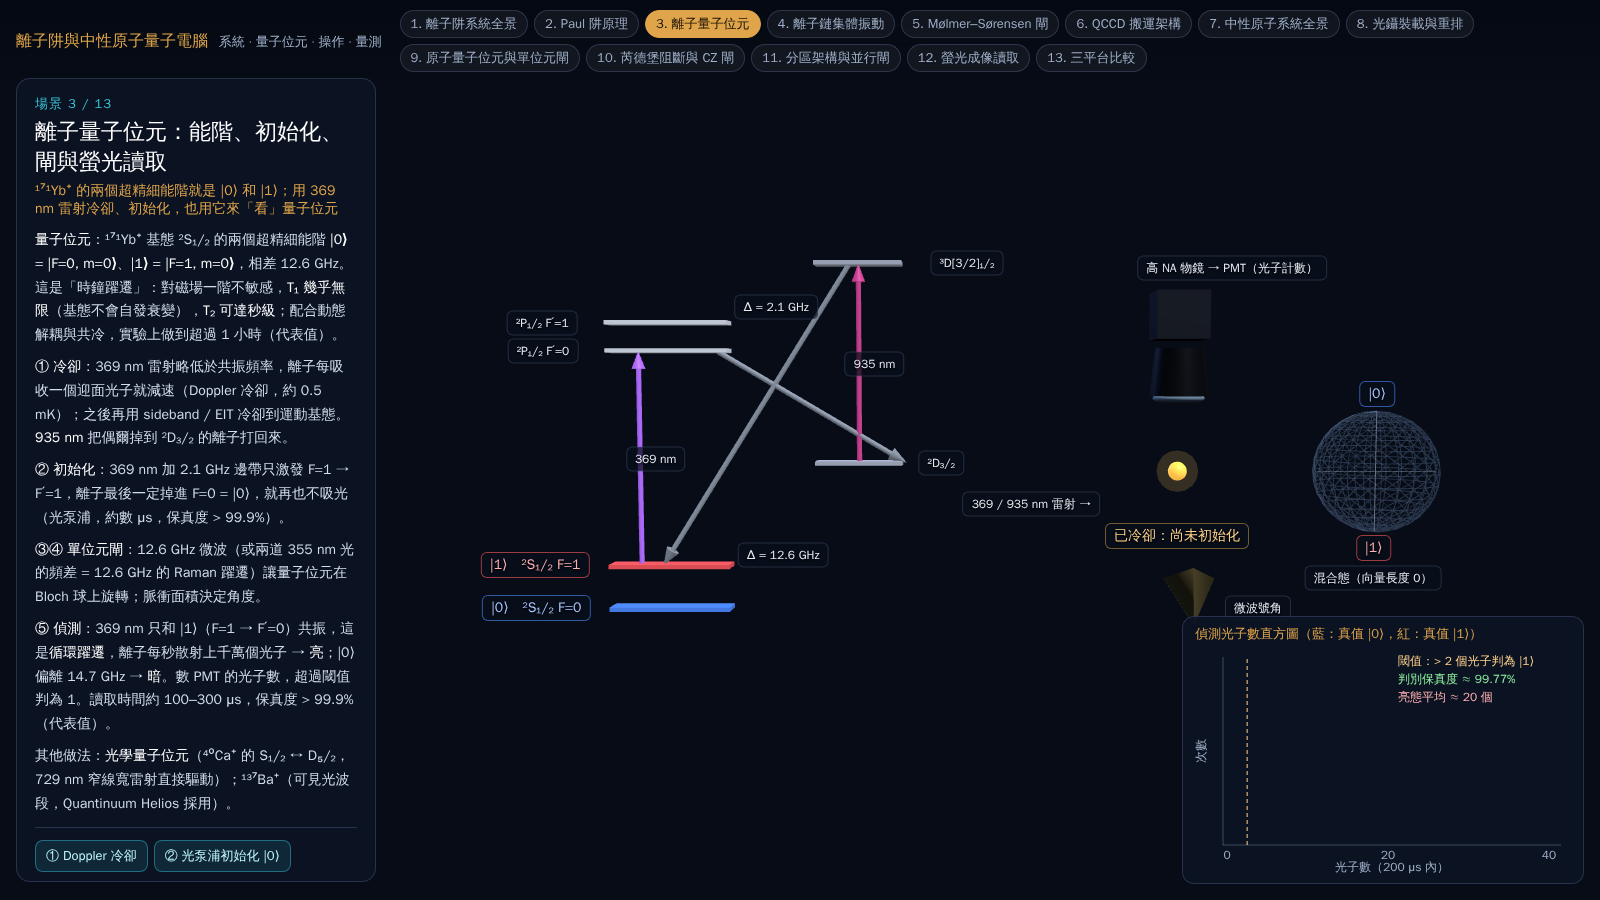 離子阱與中性原子量子電腦 系統 · 量子位元 · 操作 · 量測
1. 離子阱系統全景
2. Paul 阱原理
3. 離子量子位元
4. 離子鏈集體振動
5. Mølmer–Sørensen 閘
6. QCCD 搬運架構
7. 中性原子系統全景
8. 光鑷裝載與重排
9. 原子量子位元與單位元閘
10. 芮德堡阻斷與 CZ 閘
11. 分區架構與並行閘
12. 螢光成像讀取
13. 三平台比較
場景 3 / 13
離子量子位元：能階、初始化、
閘與螢光讀取
¹⁷¹Yb⁺ 的兩個超精細能階就是 |0⟩ 和 |1⟩；用 369
nm 雷射冷卻、初始化，也用它來「看」量子位元
量子位元：¹⁷¹Yb⁺ 基態 ²S₁/₂ 的兩個超精細能階 |0⟩
= |F=0, m=0⟩、|1⟩ = |F=1, m=0⟩，相差 12.6 GHz。
這是「時鐘躍遷」：對磁場一階不敏感，T₁ 幾乎無
限（基態不會自發衰變），T₂ 可達秒級；配合動態
解耦與共冷，實驗上做到超過 1 小時（代表值）。
① 冷卻：369 nm 雷射略低於共振頻率，離子每吸
收一個迎面光子就減速（Doppler 冷卻，約 0.5
mK）；之後再用 sideband / EIT 冷卻到運動基態。
935 nm 把偶爾掉到 ²D₃/₂ 的離子打回來。
② 初始化：369 nm 加 2.1 GHz 邊帶只激發 F=1 →
F′=1，離子最後一定掉進 F=0 = |0⟩，就再也不吸光
（光泵浦，約數 μs，保真度 > 99.9%）。
③④ 單位元閘：12.6 GHz 微波（或兩道 355 nm 光
的頻差 = 12.6 GHz 的 Raman 躍遷）讓量子位元在
Bloch 球上旋轉；脈衝面積決定角度。
⑤ 偵測：369 nm 只和 |1⟩（F=1 → F′=0）共振，這
是循環躍遷，離子每秒散射上千萬個光子 → 亮；|0⟩
偏離 14.7 GHz → 暗。數 PMT 的光子數，超過閾值
判為 1。讀取時間約 100–300 μs，保真度 > 99.9%
（代表值）。
其他做法：光學量子位元（⁴⁰Ca⁺ 的 S₁/₂ ↔ D₅/₂，
729 nm 窄線寬雷射直接驅動）；¹³⁷Ba⁺（可見光波
段，Quantinuum Helios 採用）。
① Doppler 冷卻
② 光泵浦初始化 |0⟩
³D[3/2]₁/₂
Δ = 2.1 GHz
²P₁/₂ F′=1
²P₁/₂ F′=0
935 nm
369 nm
²D₃/₂
Δ = 12.6 GHz
|1⟩ ²S₁/₂ F=1
|0⟩ ²S₁/₂ F=0
高 NA 物鏡 → PMT（光子計數）
369 / 935 nm 雷射 →
已冷卻：尚未初始化
|0⟩
|1⟩
混合態（向量長度 0）
微波號角
偵測光子數直方圖（藍：真值 |0⟩，紅：真值 |1⟩）
閾值：> 2 個光子判為 |1⟩
判別保真度 ≈ 99.77%
亮態平均 ≈ 20 個
次數
0 20 40
光子數（200 μs 內）